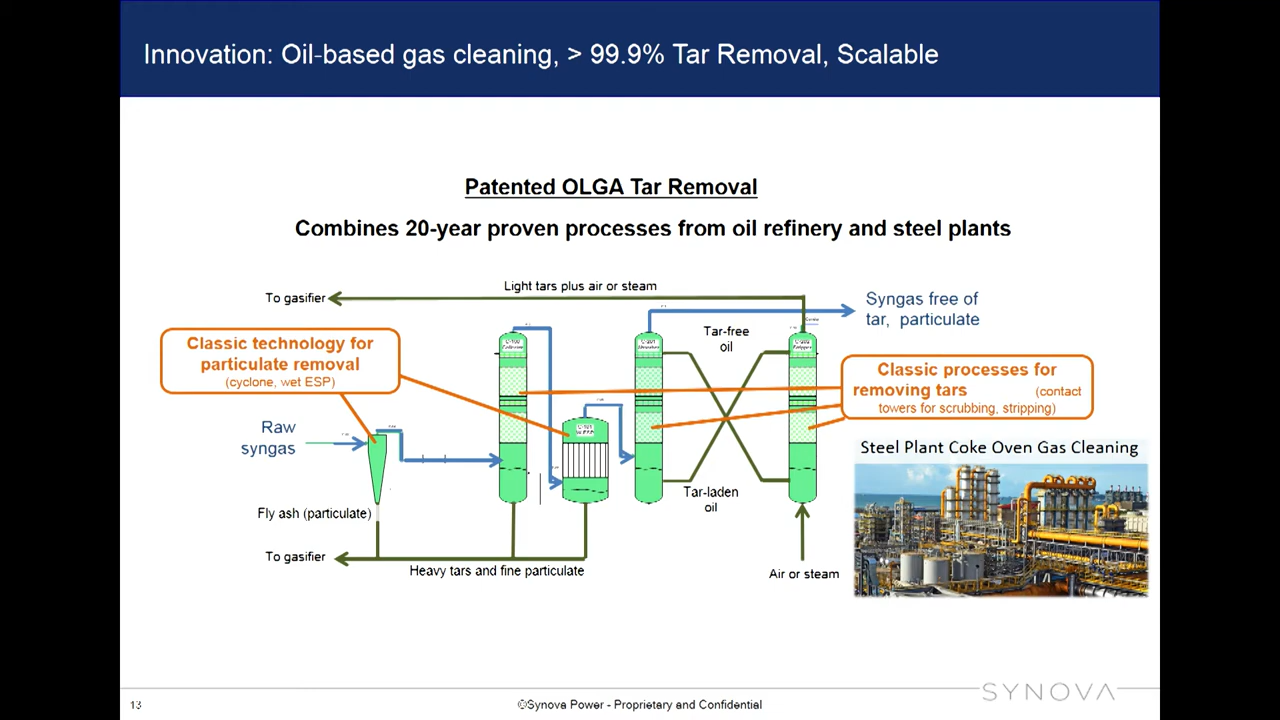 Innovation: Oil-based gas cleaning, > 99.9% Tar Removal, Scalable
Patented OLGA Tar Removal
Combines 20-year proven processes from oil refinery and steel plants
Light tars plus air or steam
To gasifier
Syngas free of
tar, particulate
Tar-free
oil
Classic technology for
particulate removal
(cyclone, wet ESP)
Classic processes for
removing tars (contact
towers for scrubbing, stripping)
Raw
syngas
Steel Plant Coke Oven Gas Cleaning
Tar-laden
oil
Fly ash (particulate)
To gasifier
Heavy tars and fine particulate
Air or steam
SYNOVA
13
©Synova Power - Proprietary and Confidential